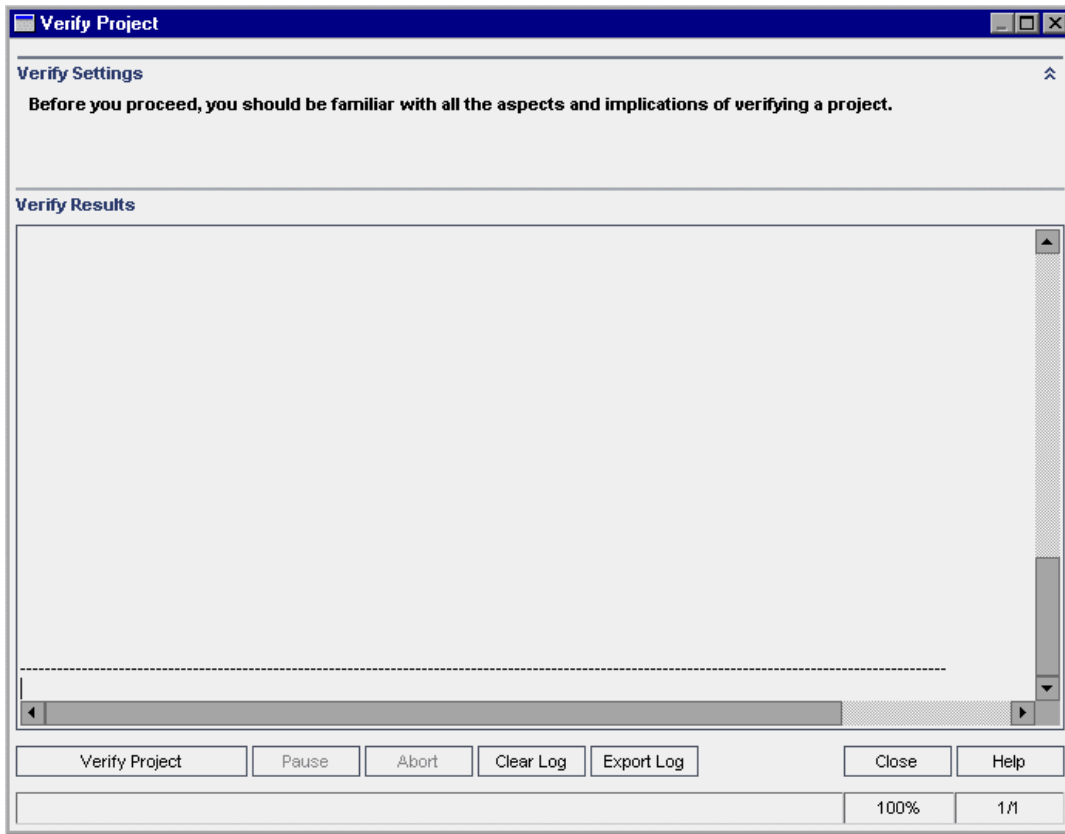 Verify Project
Verify Settings
Before you proceed, you should be familiar with all the aspects and implications of verifying a project.
Verify Results
Verify Project
Pause
Abort
Clear Log
Export Log
Close
Help
100%
1/1